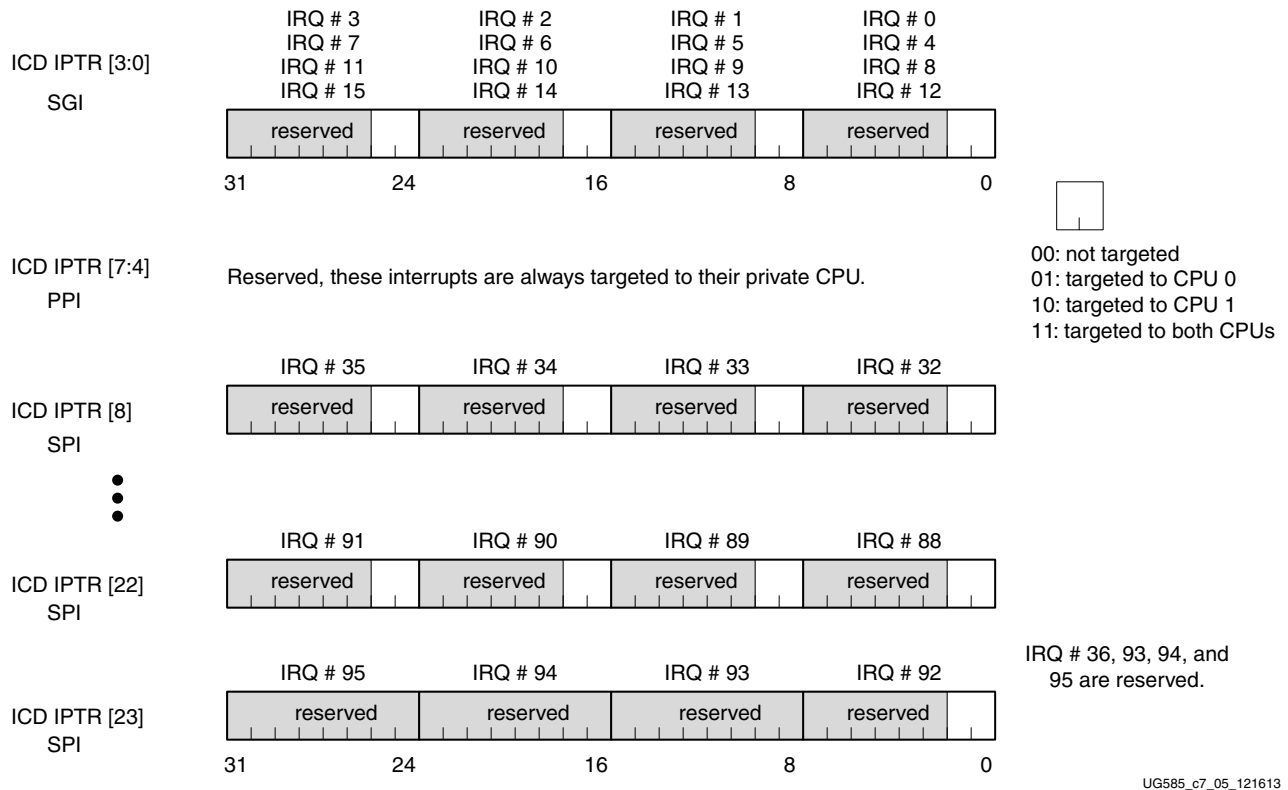 IRQ # 3 IRQ # 2 IRQ # 1 IRQ # 0
IRQ # 7 IRQ # 6 IRQ # 5 IRQ # 4
ICD IPTR [3:0] IRQ # 11 IRQ # 10 IRQ # 9 IRQ # 8
SGI IRQ # 15 IRQ # 14 IRQ # 13 IRQ # 12
reserved reserved reserved reserved
31 24 16 8 0
ICD IPTR [7:4]
PPI
Reserved, these interrupts are always targeted to their private CPU.
00: not targeted
01: targeted to CPU 0
10: targeted to CPU 1
11: targeted to both CPUs
IRQ # 35 IRQ # 34 IRQ # 33 IRQ # 32
ICD IPTR [8] reserved reserved reserved reserved
SPI
IRQ # 91 IRQ # 90 IRQ # 89 IRQ # 88
ICD IPTR [22] reserved reserved reserved reserved
SPI
IRQ # 95 IRQ # 94 IRQ # 93 IRQ # 92
ICD IPTR [23] reserved reserved reserved reserved
SPI
31 24 16 8 0
IRQ # 36, 93, 94, and
95 are reserved.
UG585_c7_05_121613